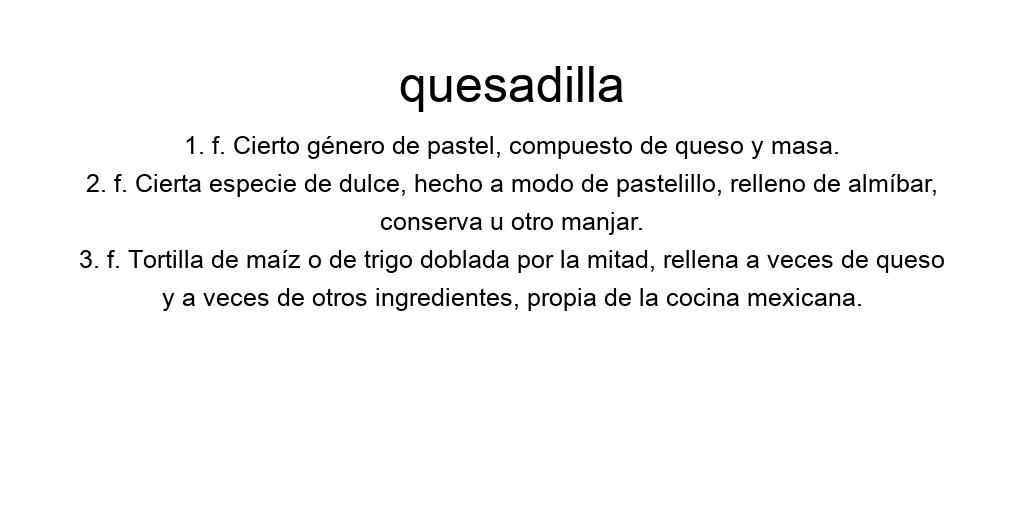 quesadilla
1. f. Cierto género de pastel, compuesto de queso y masa.
2. f. Cierta especie de dulce, hecho a modo de pastelillo, relleno de almíbar,
conserva u otro manjar.
3. f. Tortilla de maíz o de trigo doblada por la mitad, rellena a veces de queso
y a veces de otros ingredientes, propia de la cocina mexicana.